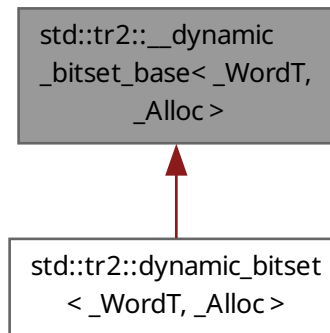 std::tr2::__dynamic
_bitset_base< _WordT,
_Alloc >
std::tr2::dynamic_bitset
< _WordT, _Alloc >